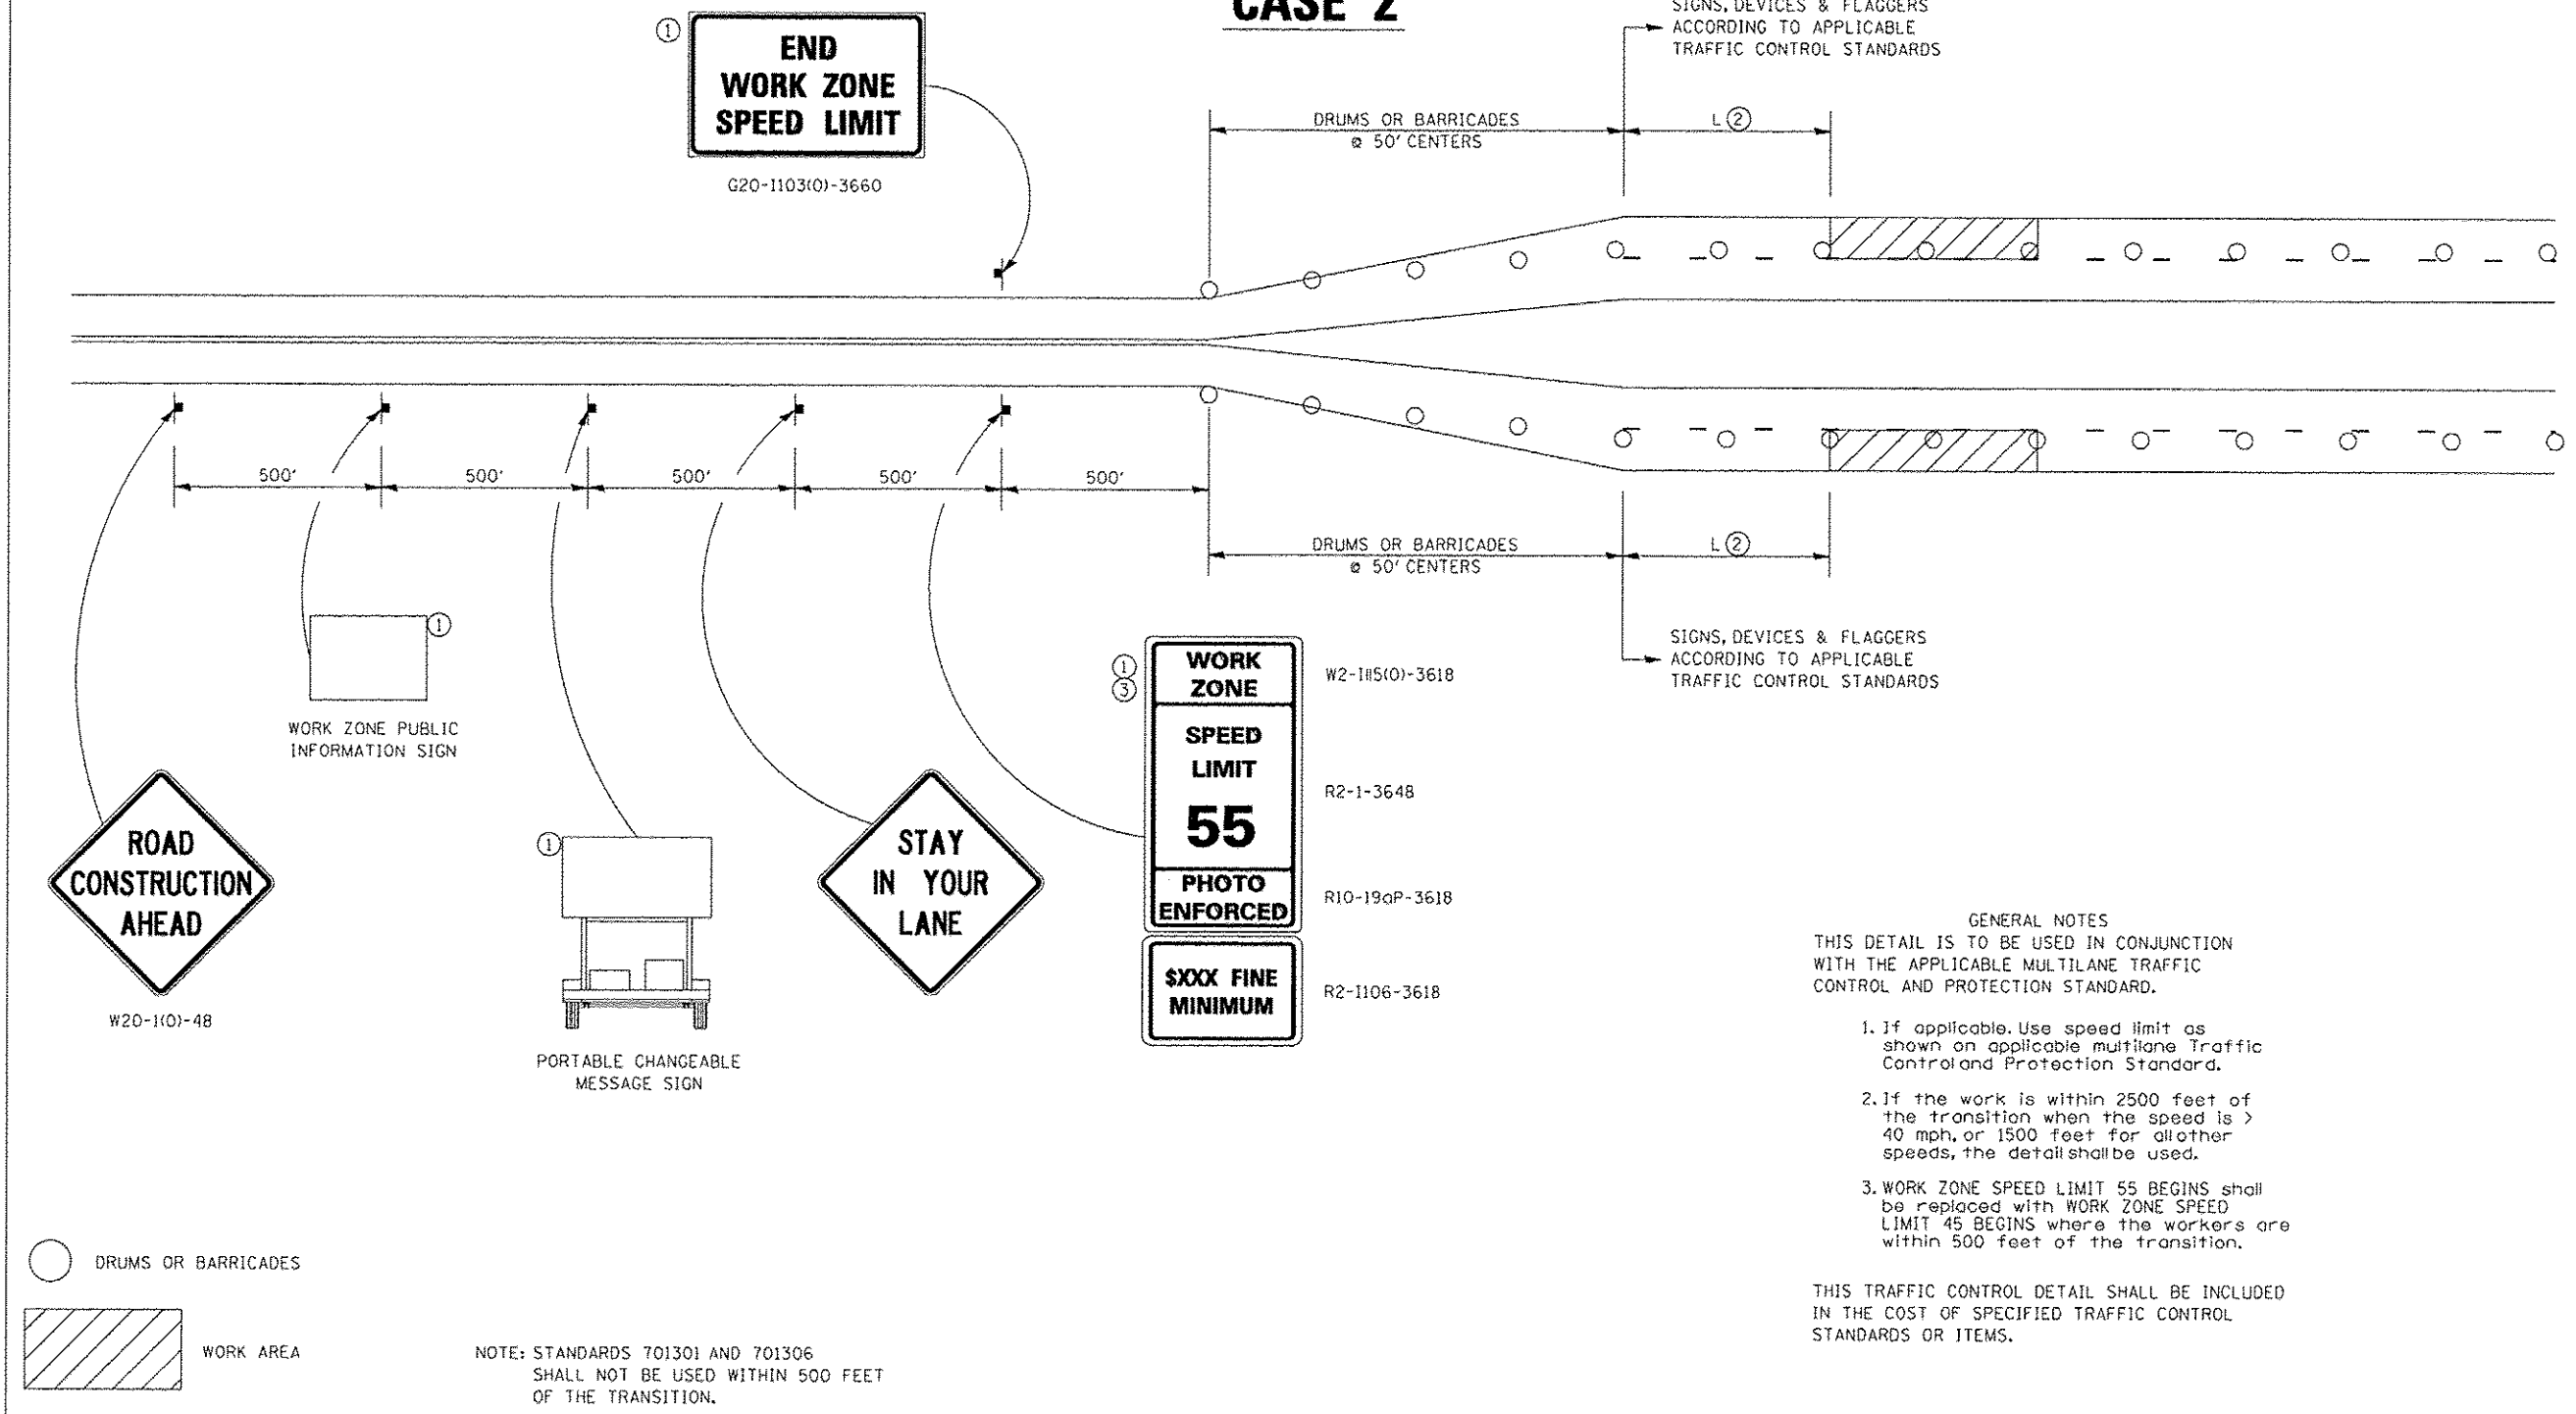 CASE 2
SIGNS, DEVICES & FLAGGERS
ACCORDING TO APPLICABLE
TRAFFIC CONTROL STANDARDS
①
END
WORK ZONE
SPEED LIMIT
G20-I103(O)-3660
DRUMS OR BARRICADES
@ 50' CENTERS
L ②
500'
500'
500'
500'
500'
DRUMS OR BARRICADES
@ 50' CENTERS
L ②
SIGNS, DEVICES & FLAGGERS
ACCORDING TO APPLICABLE
TRAFFIC CONTROL STANDARDS
①
WORK ZONE PUBLIC
INFORMATION SIGN
ROAD
CONSTRUCTION
AHEAD
W20-1(O)-48
①
PORTABLE CHANGEABLE
MESSAGE SIGN
STAY
IN YOUR
LANE
①
③
WORK
ZONE
W2-I115(O)-3618
SPEED
LIMIT
55
R2-1-3648
PHOTO
ENFORCED
R10-19aP-3618
$XXX FINE
MINIMUM
R2-I106-3618
GENERAL NOTES
THIS DETAIL IS TO BE USED IN CONJUNCTION
WITH THE APPLICABLE MULTILANE TRAFFIC
CONTROL AND PROTECTION STANDARD.
1. If applicable. Use speed limit as
shown on applicable multilane Traffic
Control and Protection Standard.
2. If the work is within 2500 feet of
the transition when the speed is >
40 mph, or 1500 feet for all other
speeds, the detail shall be used.
3. WORK ZONE SPEED LIMIT 55 BEGINS shall
be replaced with WORK ZONE SPEED
LIMIT 45 BEGINS where the workers are
within 500 feet of the transition.
THIS TRAFFIC CONTROL DETAIL SHALL BE INCLUDED
IN THE COST OF SPECIFIED TRAFFIC CONTROL
STANDARDS OR ITEMS.
DRUMS OR BARRICADES
WORK AREA
NOTE: STANDARDS 701301 AND 701306
SHALL NOT BE USED WITHIN 500 FEET
OF THE TRANSITION.